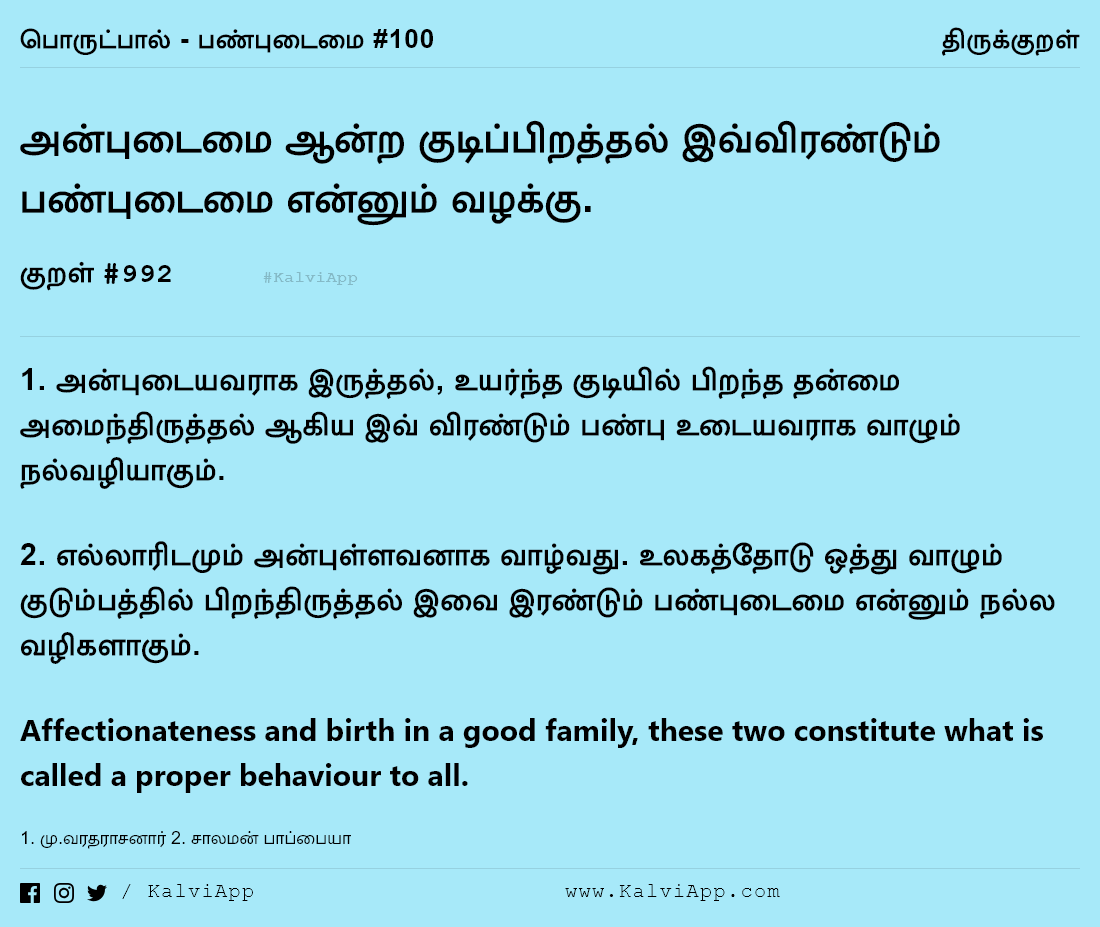 பொருட்பால் - பண்புடைமை #100
திருக்குறள்
அன்புடைமை ஆன்ற குடிப்பிறத்தல் இவ்விரண்டும்
பண்புடைமை என்னும் வழக்கு.
குறள் #992
#KalviApp
1. அன்புடையவராக இருத்தல், உயர்ந்த குடியில் பிறந்த தன்மை
அமைந்திருத்தல் ஆகிய இவ் விரண்டும் பண்பு உடையவராக வாழும்
நல்வழியாகும்.
2. எல்லாரிடமும் அன்புள்ளவனாக வாழ்வது. உலகத்தோடு ஒத்து வாழும்
குடும்பத்தில் பிறந்திருத்தல் இவை இரண்டும் பண்புடைமை என்னும் நல்ல
வழிகளாகும்.
Affectionateness and birth in a good family, these two constitute what is
called a proper behaviour to all.
1. மு.வரதராசனார் 2. சாலமன் பாப்பையா
/ KalviApp
www.KalviApp.com